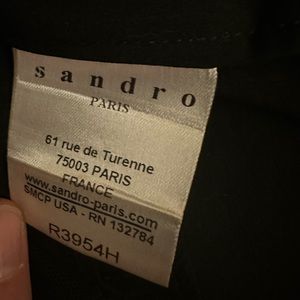 sandro
PARIS
61 rue de Turenne
75003 PARIS
FRANCE
www.sandro-paris.com
SMCP USA - RN 132784
R3954H